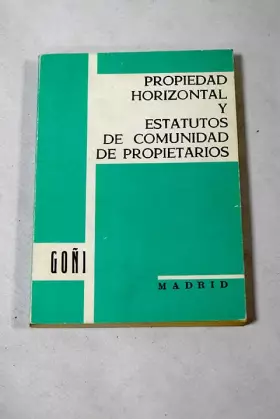 PROPIEDAD
HORIZONTAL
Y
ESTATUTOS
DE COMUNIDAD
DE PROPIETARIOS
GOÑI
MADRID